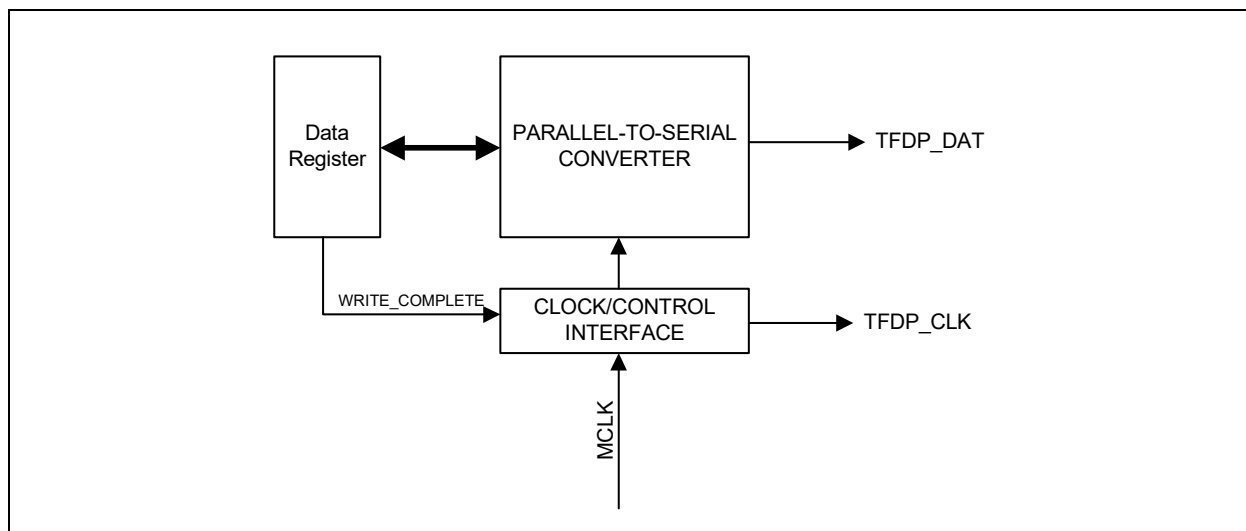 Data
Register
PARALLEL-TO-SERIAL
CONVERTER
TFDP_DAT
WRITE_COMPLETE
CLOCK/CONTROL
INTERFACE
TFDP_CLK
MCLK